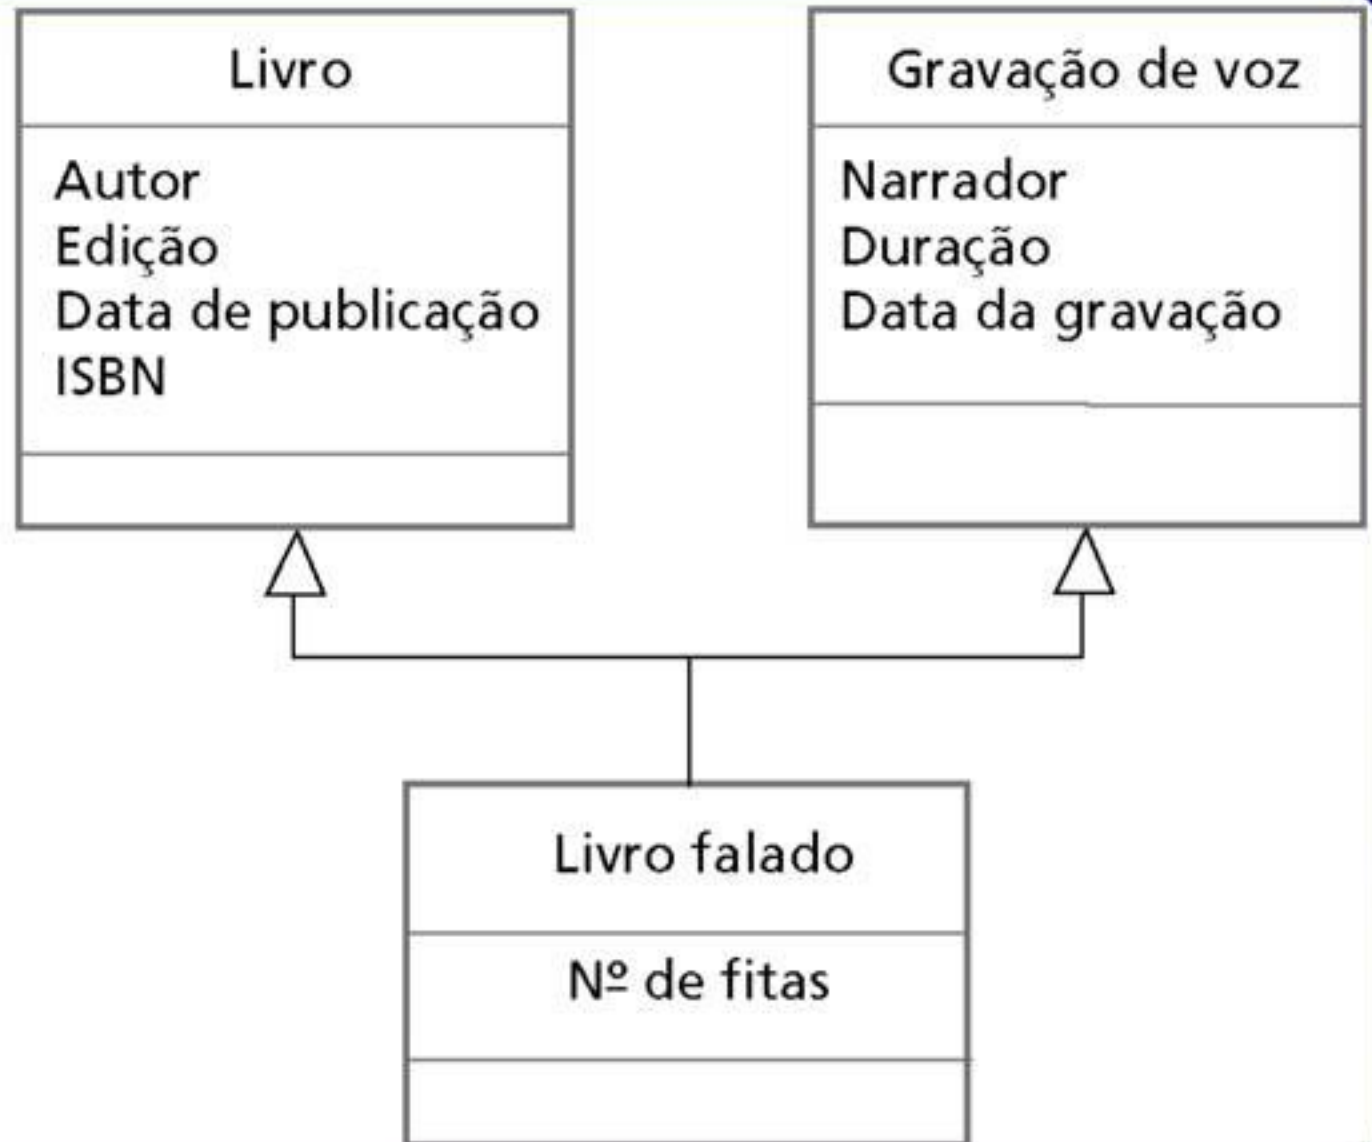 Livro
Autor
Edição
Data de publicação
ISBN
Gravação de voz
Narrador
Duração
Data da gravação
Livro falado
Nº de fitas